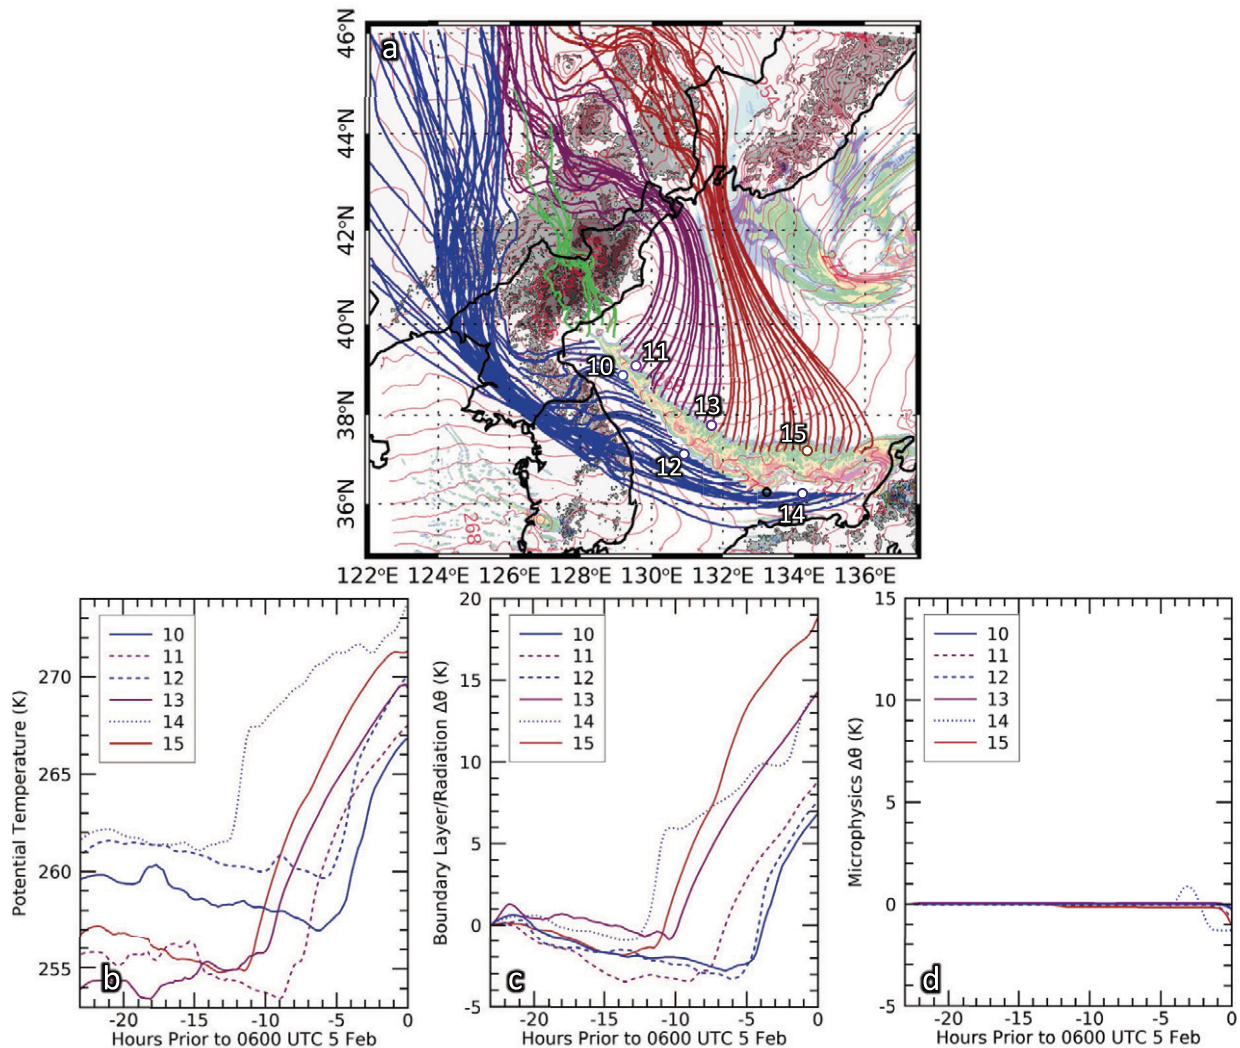 a
46°N
44°N
42°N
40°N
38°N
36°N
254
268
274
10
11
12
13
14
15
122°E 124°E 126°E 128°E 130°E 132°E 134°E 136°E
Potential Temperature (K)
270
265
260
255
10
11
12
13
14
15
b
-20 -15 -10 -5 0
Hours Prior to 0600 UTC 5 Feb
Boundary Layer/Radiation Δθ (K)
20
15
10
5
0
-5
10
11
12
13
14
15
c
-20 -15 -10 -5 0
Hours Prior to 0600 UTC 5 Feb
Microphysics Δθ (K)
15
10
5
0
-5
10
11
12
13
14
15
d
-20 -15 -10 -5 0
Hours Prior to 0600 UTC 5 Feb